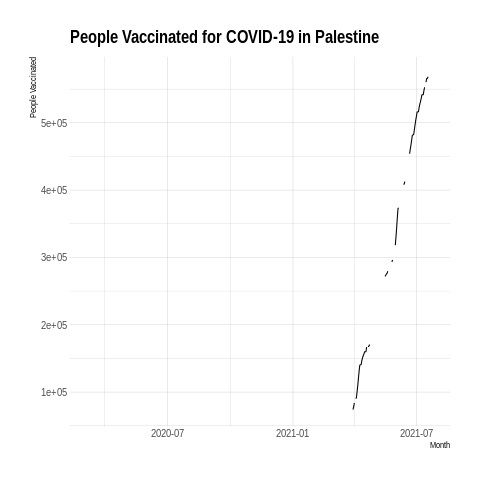 People Vaccinated for COVID-19 in Palestine
People Vaccinated
5e+05
4e+05
3e+05
2e+05
1e+05
2020-07
2021-01
2021-07
Month